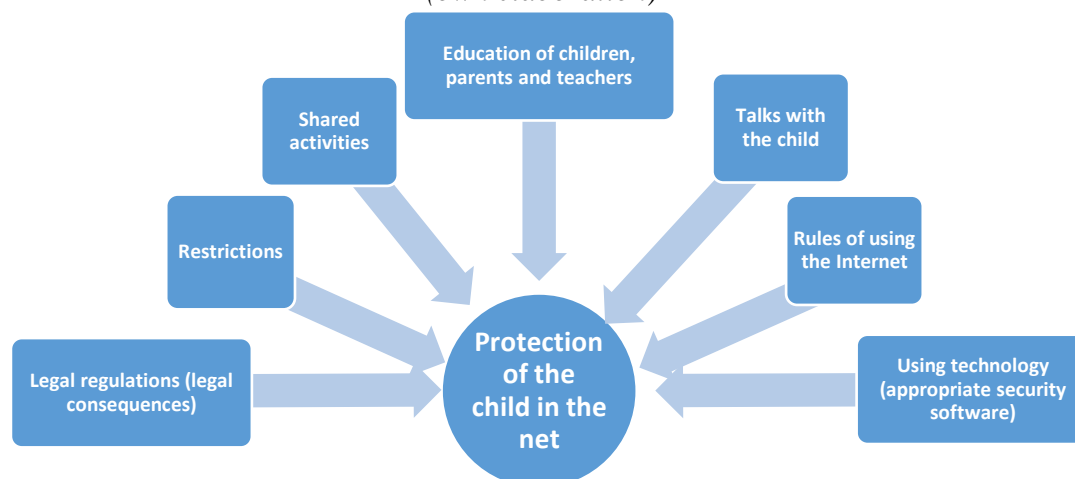 Education of children,
parents and teachers
Shared
activities
Talks with
the child
Restrictions
Rules of using
the Internet
Legal regulations (legal
consequences)
Protection
of the
child in the
net
Using technology
(appropriate security
software)